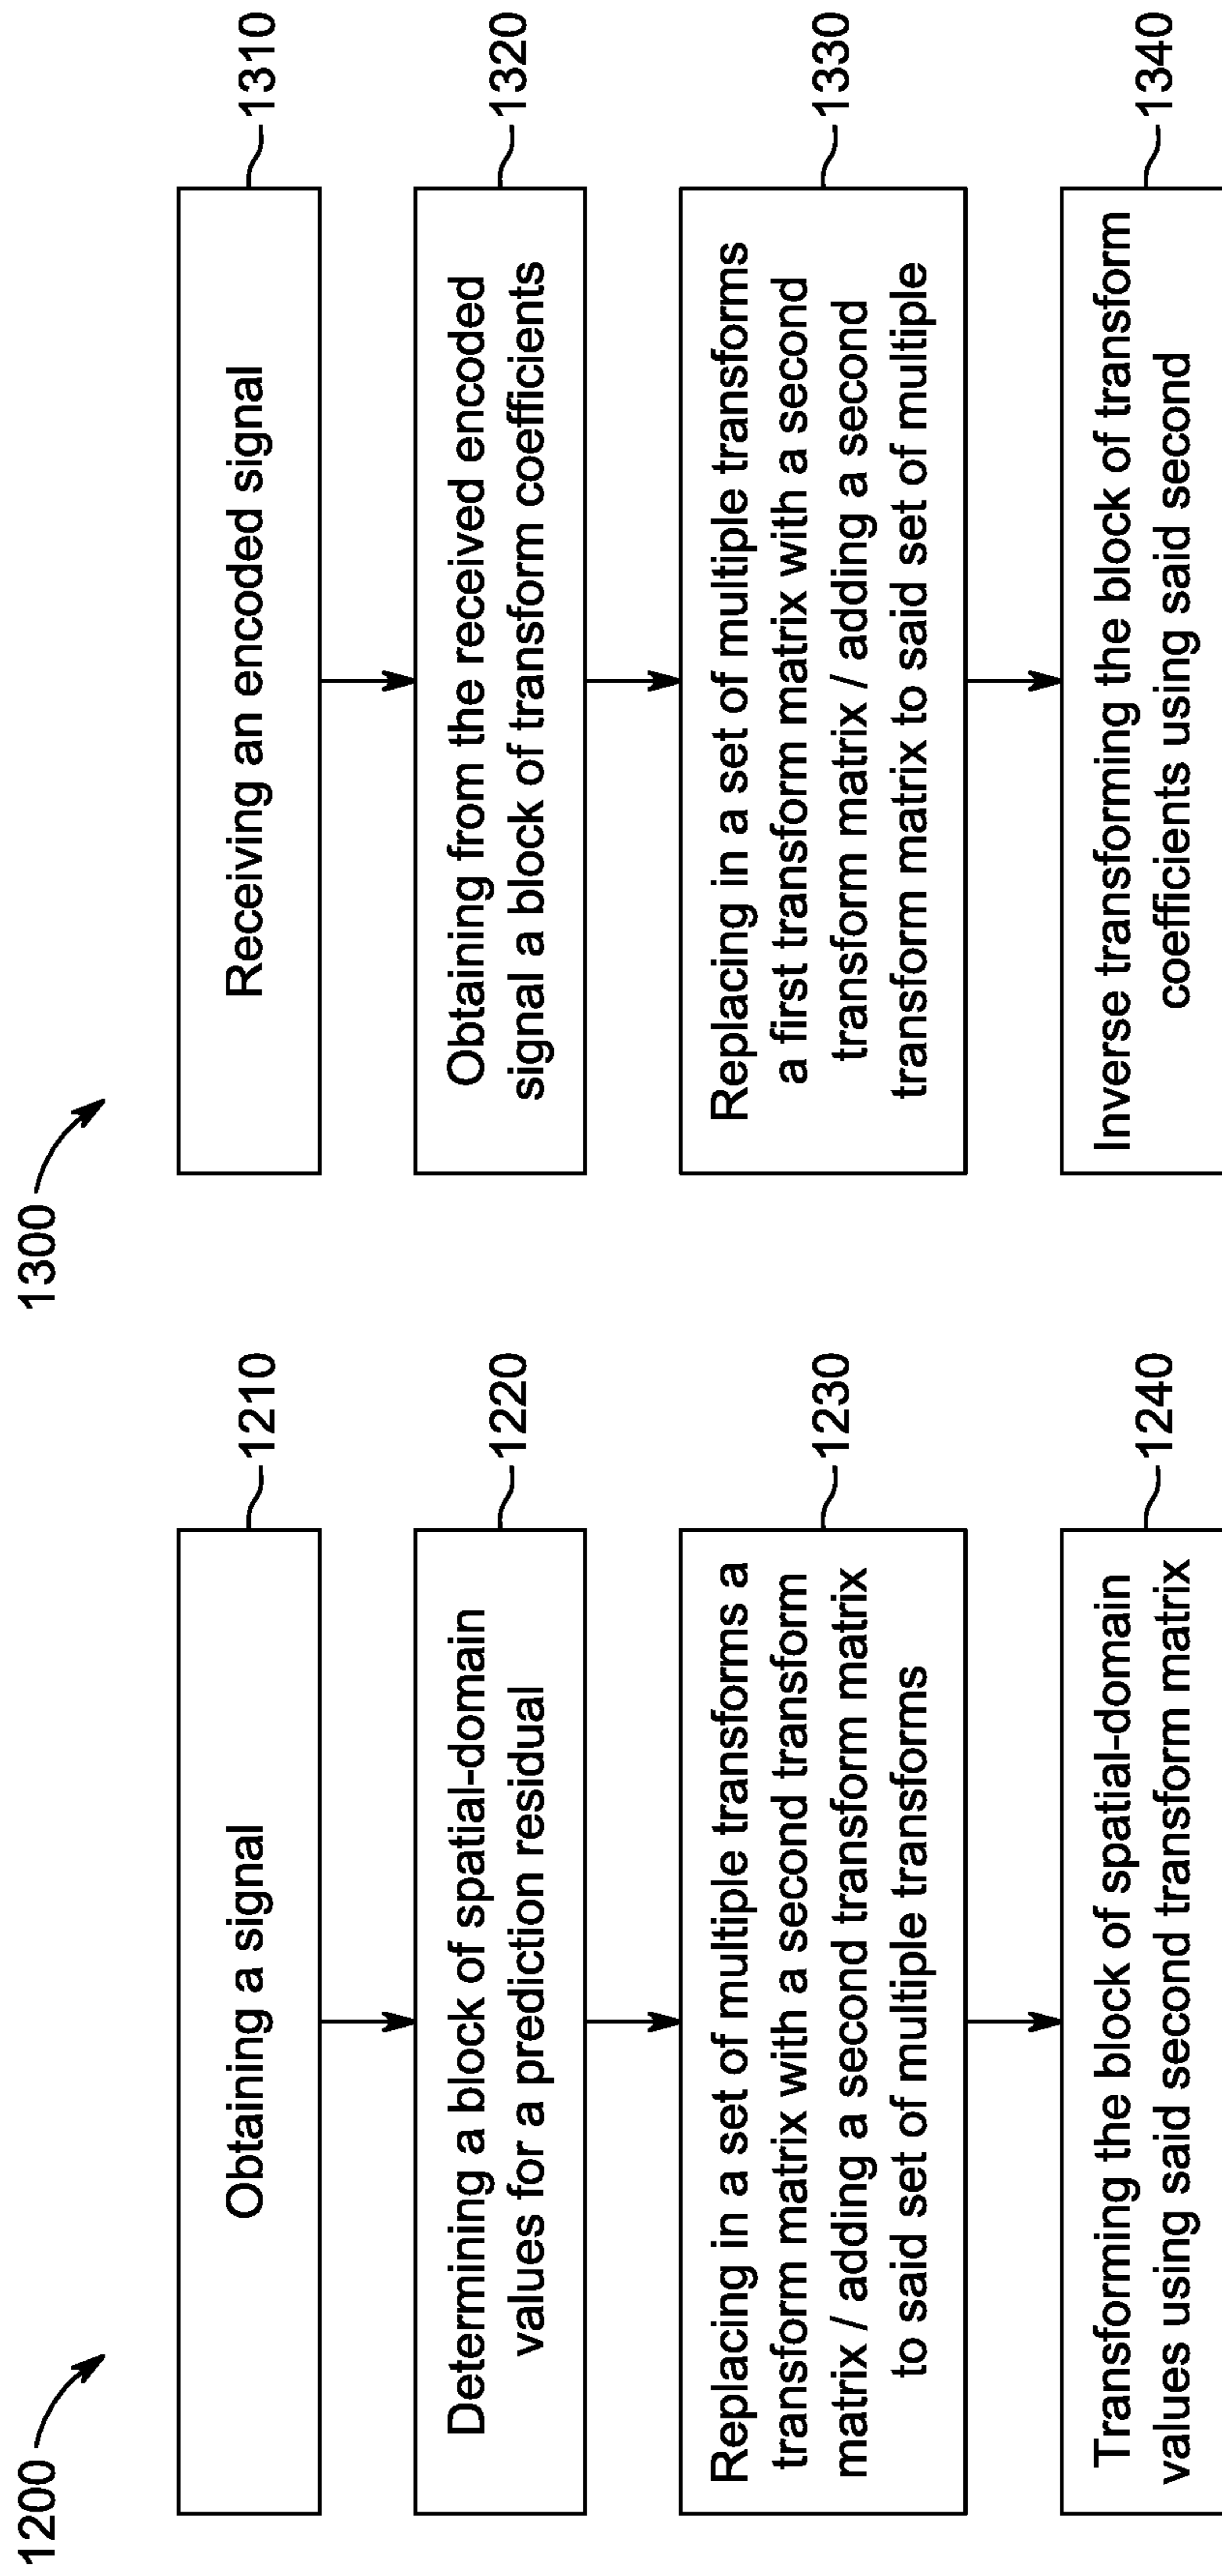 1200
Obtaining a signal
1210
Determining a block of spatial-domain
values for a prediction residual
1220
Replacing in a set of multiple transforms a
transform matrix with a second transform
matrix / adding a second transform matrix
to said set of multiple transforms
1230
Transforming the block of spatial-domain
values using said second transform matrix
1240
1300
Receiving an encoded signal
1310
Obtaining from the received encoded
signal a block of transform coefficients
1320
Replacing in a set of multiple transforms
a first transform matrix with a second
transform matrix / adding a second
transform matrix to said set of multiple
1330
Inverse transforming the block of transform
coefficients using said second
1340